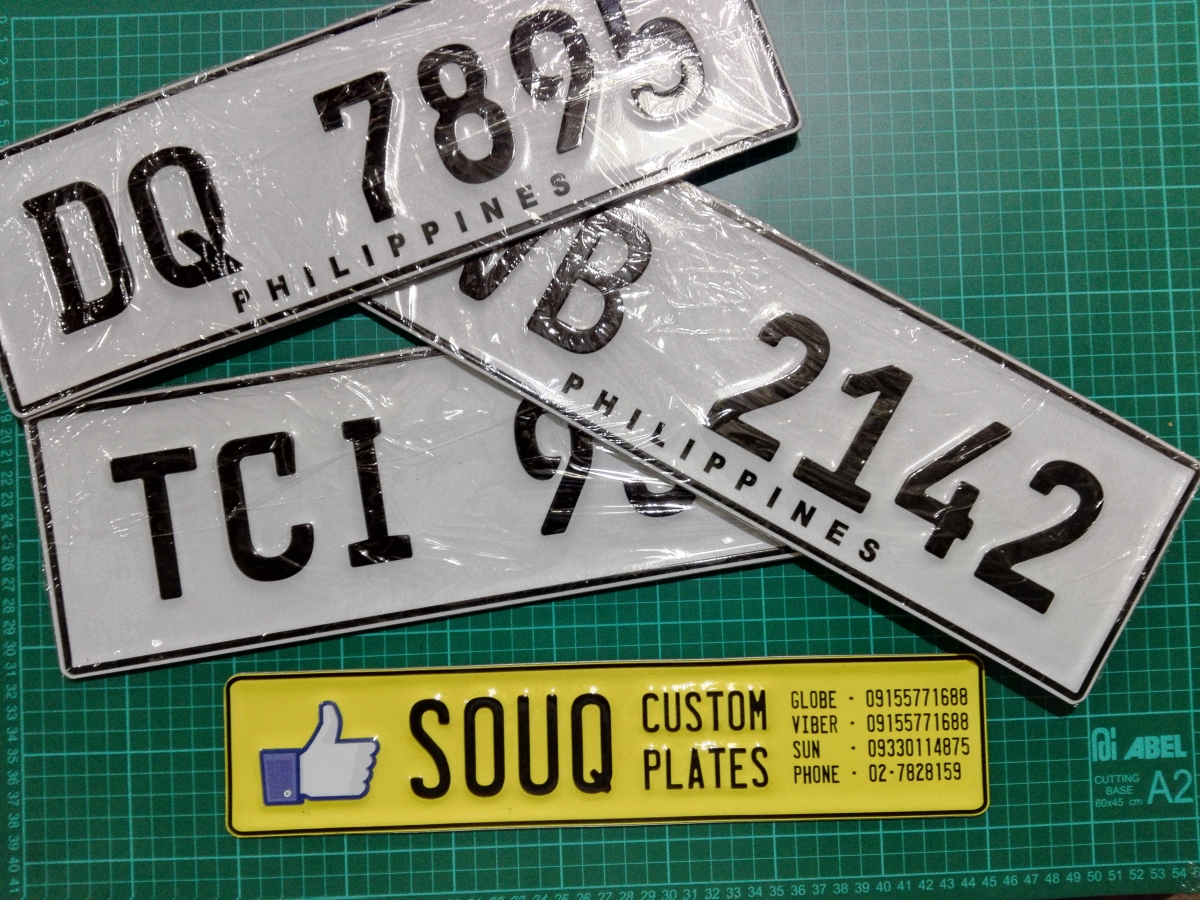 DQ 7895
PHILIPPINES
B 2142
PHILIPPINES
TCI 9
SOUQ
CUSTOM
PLATES
GLOBE - 09155771688
VIBER - 09155771688
SUN - 09330114875
PHONE - 02-7828159
ABEL
CUTTING
BASE
60x45 cm
A2